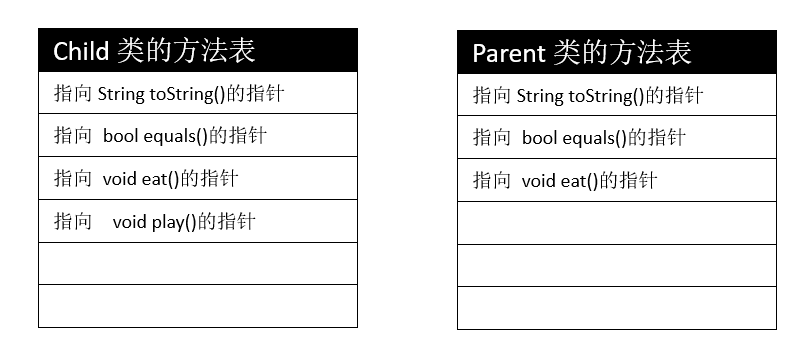 Child 类的方法表
指向 String toString()的指针
指向 bool equals()的指针
指向 void eat()的指针
指向 void play()的指针
Parent 类的方法表
指向 String toString()的指针
指向 bool equals()的指针
指向 void eat()的指针